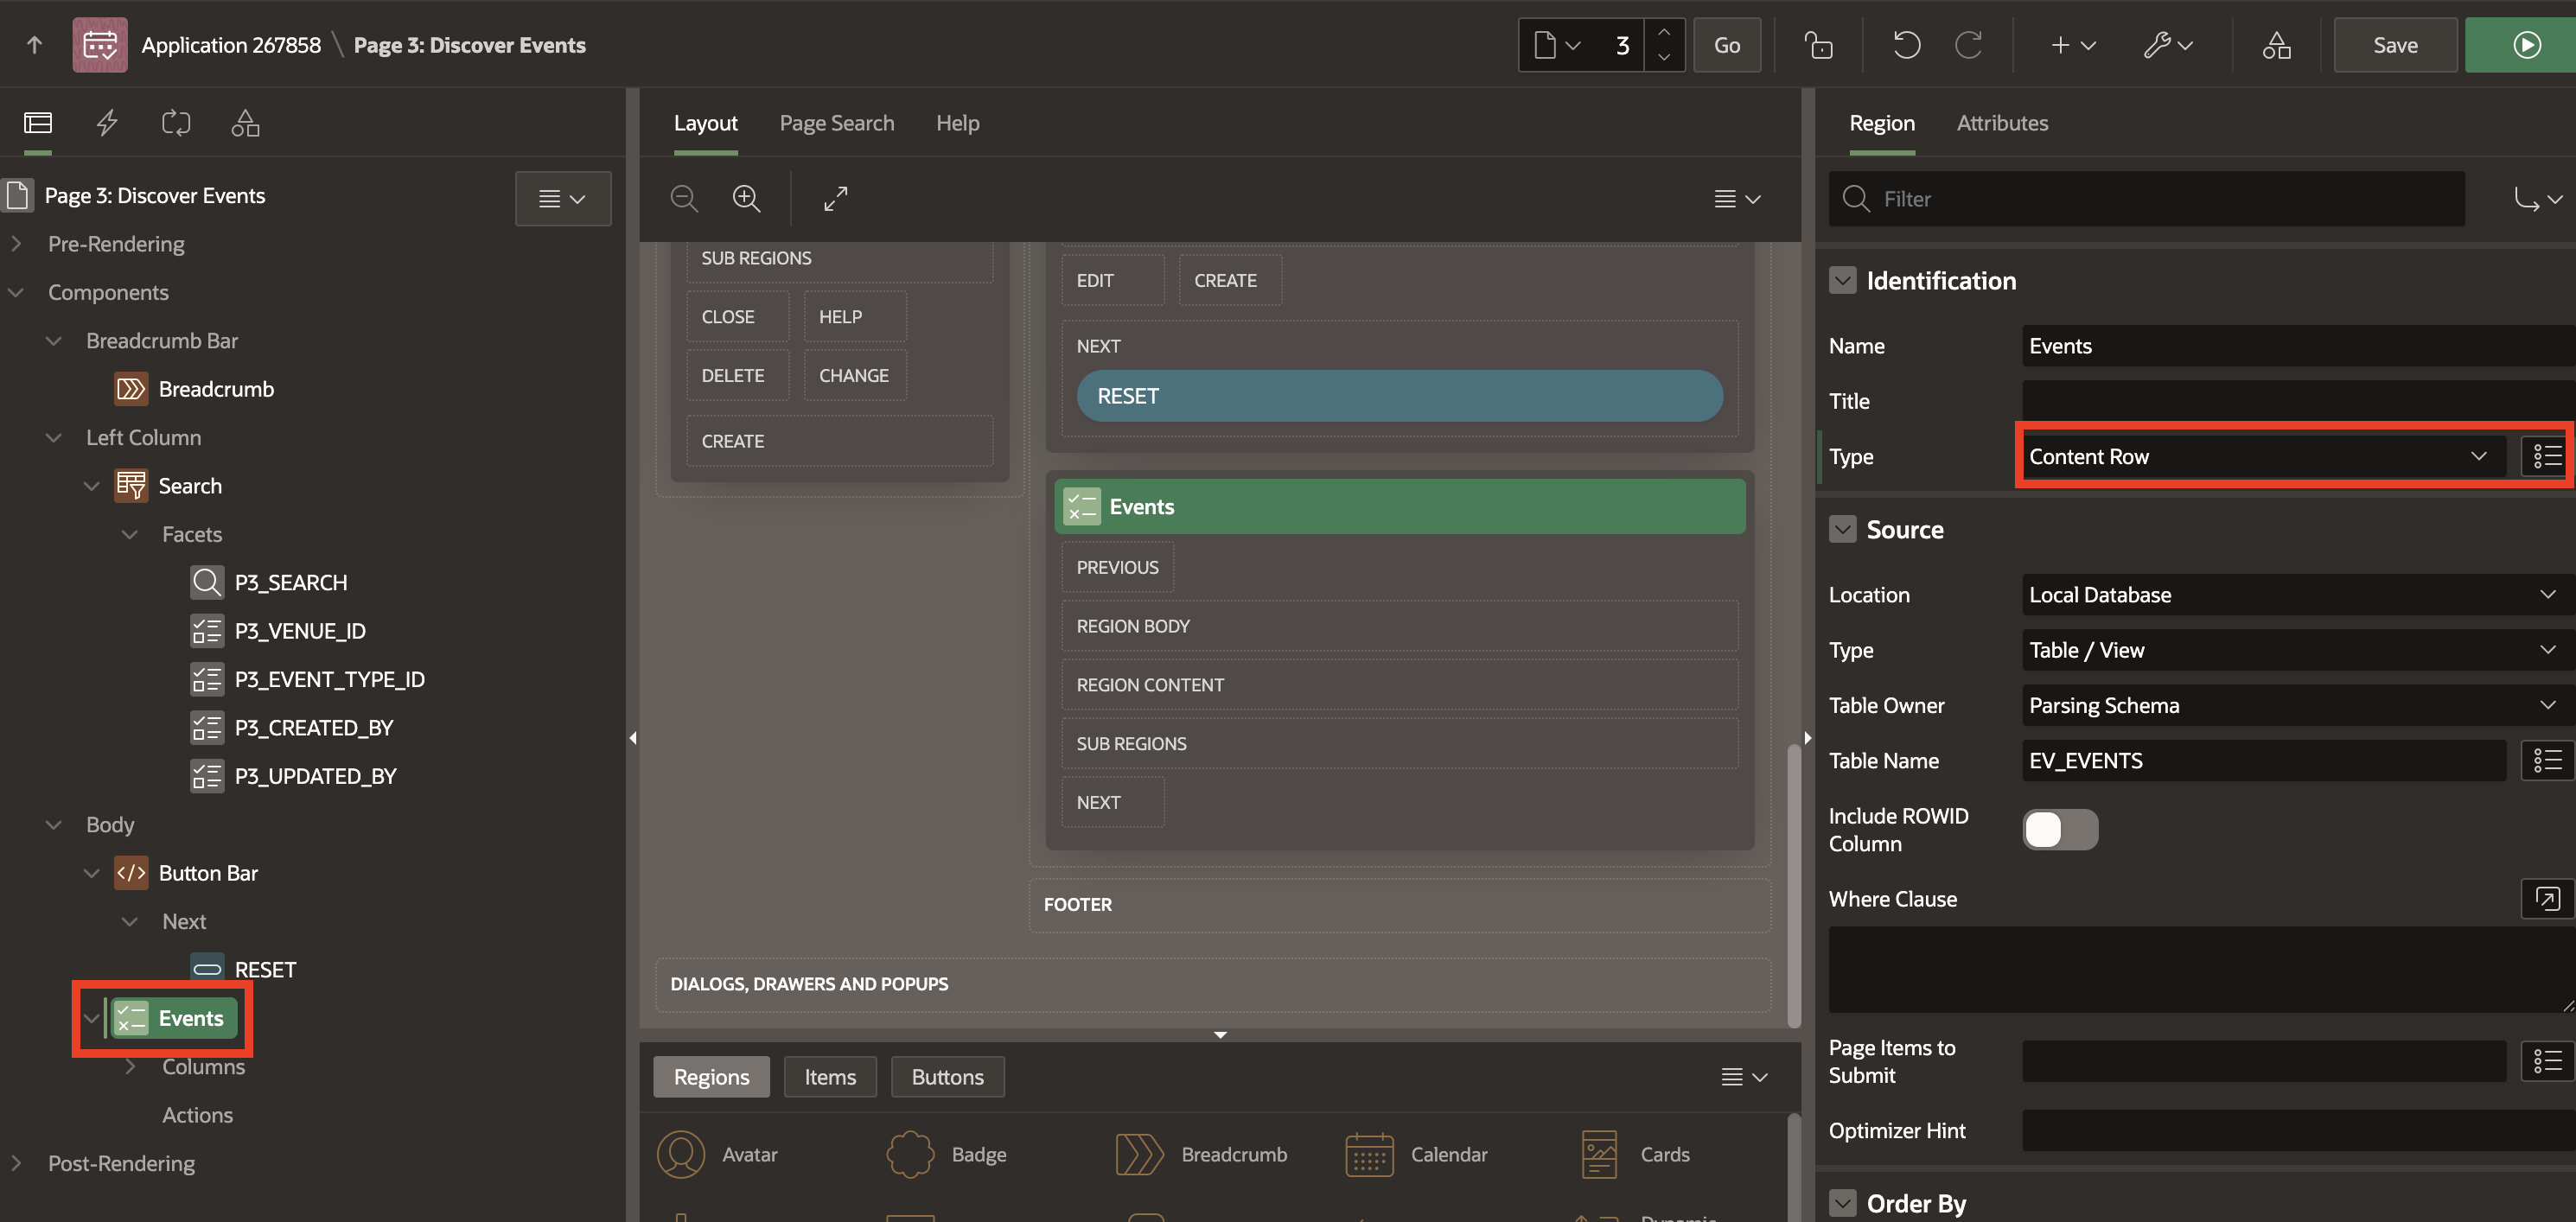 Application 267858 \ Page 3: Discover Events
3
Go
Save
Page 3: Discover Events
Pre-Rendering
Components
Breadcrumb Bar
Breadcrumb
Left Column
Search
Facets
P3_SEARCH
P3_VENUE_ID
P3_EVENT_TYPE_ID
P3_CREATED_BY
P3_UPDATED_BY
Body
Button Bar
Next
RESET
Events
Columns
Actions
Post-Rendering
Layout Page Search Help
SUB REGIONS
CLOSE HELP
DELETE CHANGE
CREATE
EDIT CREATE
NEXT
RESET
Events
PREVIOUS
REGION BODY
REGION CONTENT
SUB REGIONS
NEXT
FOOTER
DIALOGS, DRAWERS AND POPUPS
Regions Items Buttons
Avatar Badge Breadcrumb Calendar Cards
Region Attributes
Filter
Identification
Name Events
Title
Type Content Row
Source
Location Local Database
Type Table / View
Table Owner Parsing Schema
Table Name EV_EVENTS
Include ROWID
Column
Where Clause
Page Items to
Submit
Optimizer Hint
Order By